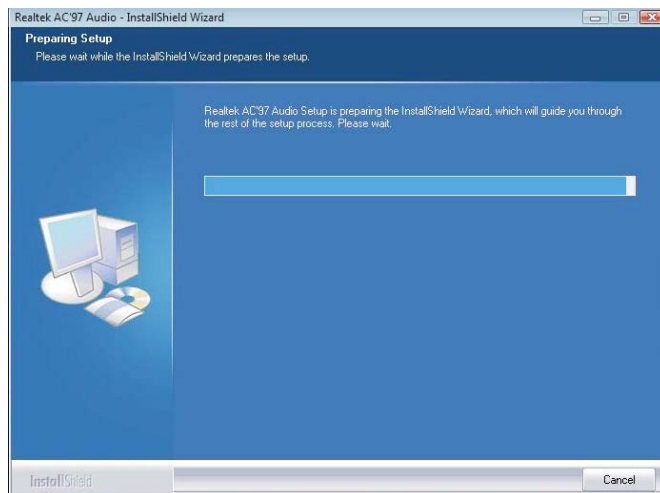 Realtek AC'97 Audio - InstallShield Wizard
Preparing Setup
Please wait while the InstallShield Wizard prepares the setup.
Realtek AC'97 Audio Setup is preparing the InstallShield Wizard, which will guide you through
the rest of the setup process. Please wait.
InstallShield
Cancel